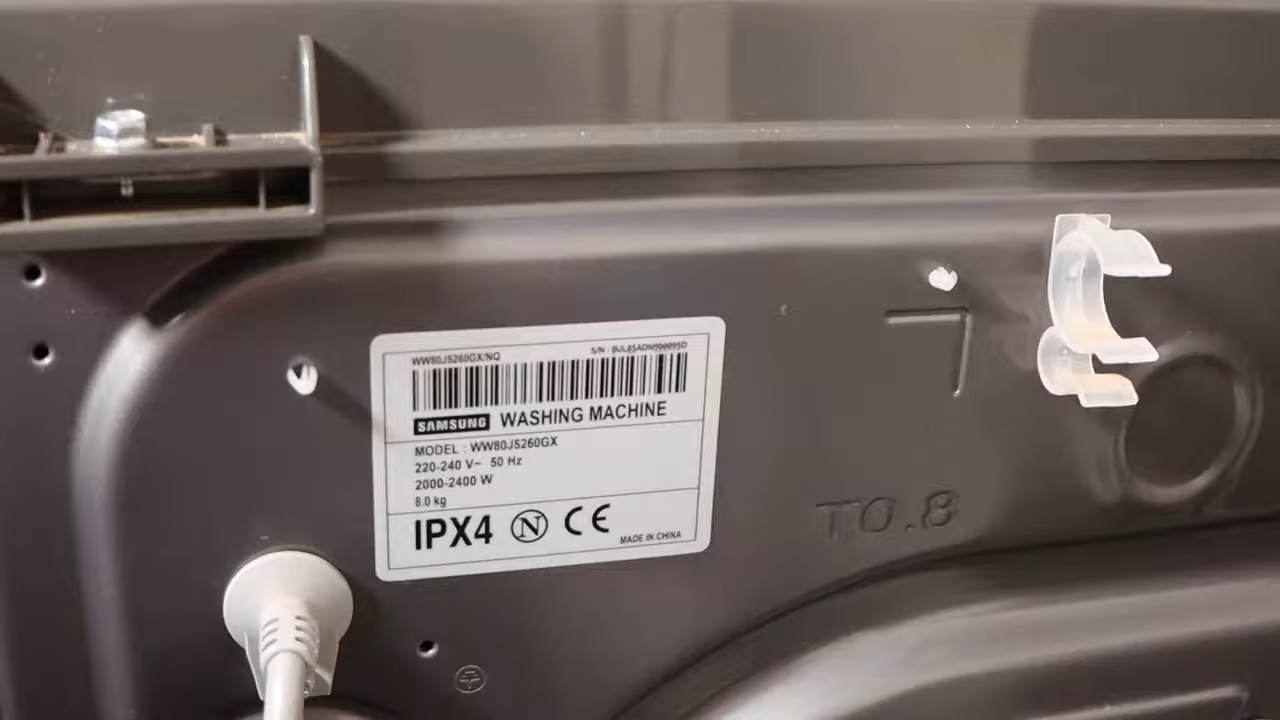 WW80J5260GX/NQ
S/N :
SAMSUNG WASHING MACHINE
MODEL : WW80J5260GX
220-240 V~ 50 Hz
2000-2400 W
8.0 kg
IPX4 N CE
MADE IN CHINA
T0.8